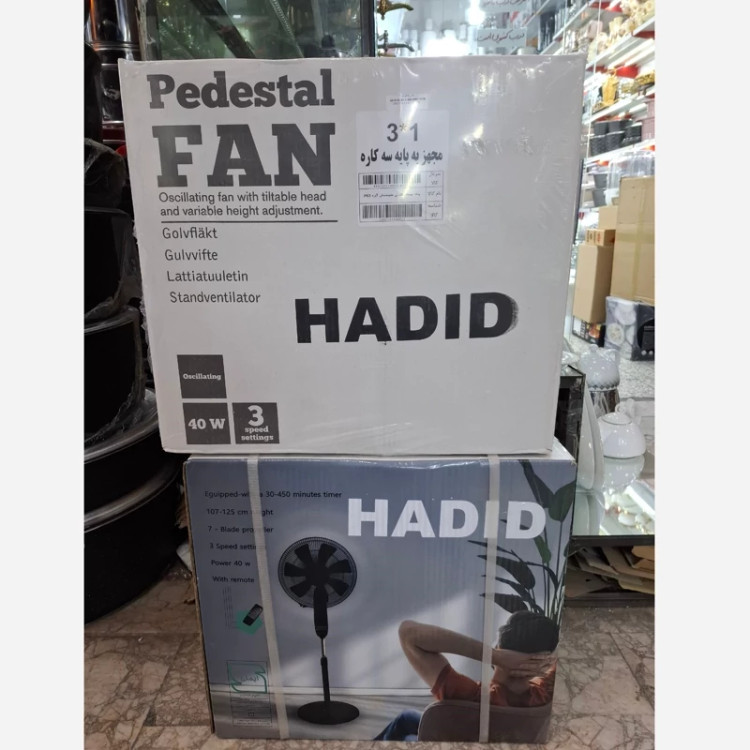 Pedestal
FAN
Oscillating fan with tiltable head
and variable height adjustment.
Golvfläkt
Gulvvifte
Lattiatuuletin
Standventilator
3*1
مجهز به پایه سه کاره
HADID
Oscillating
40 W
3
speed
settings
HADID
30-450 minutes timer
107-125 cm
7 - Blade
3 Speed
Power 40 w
With remote